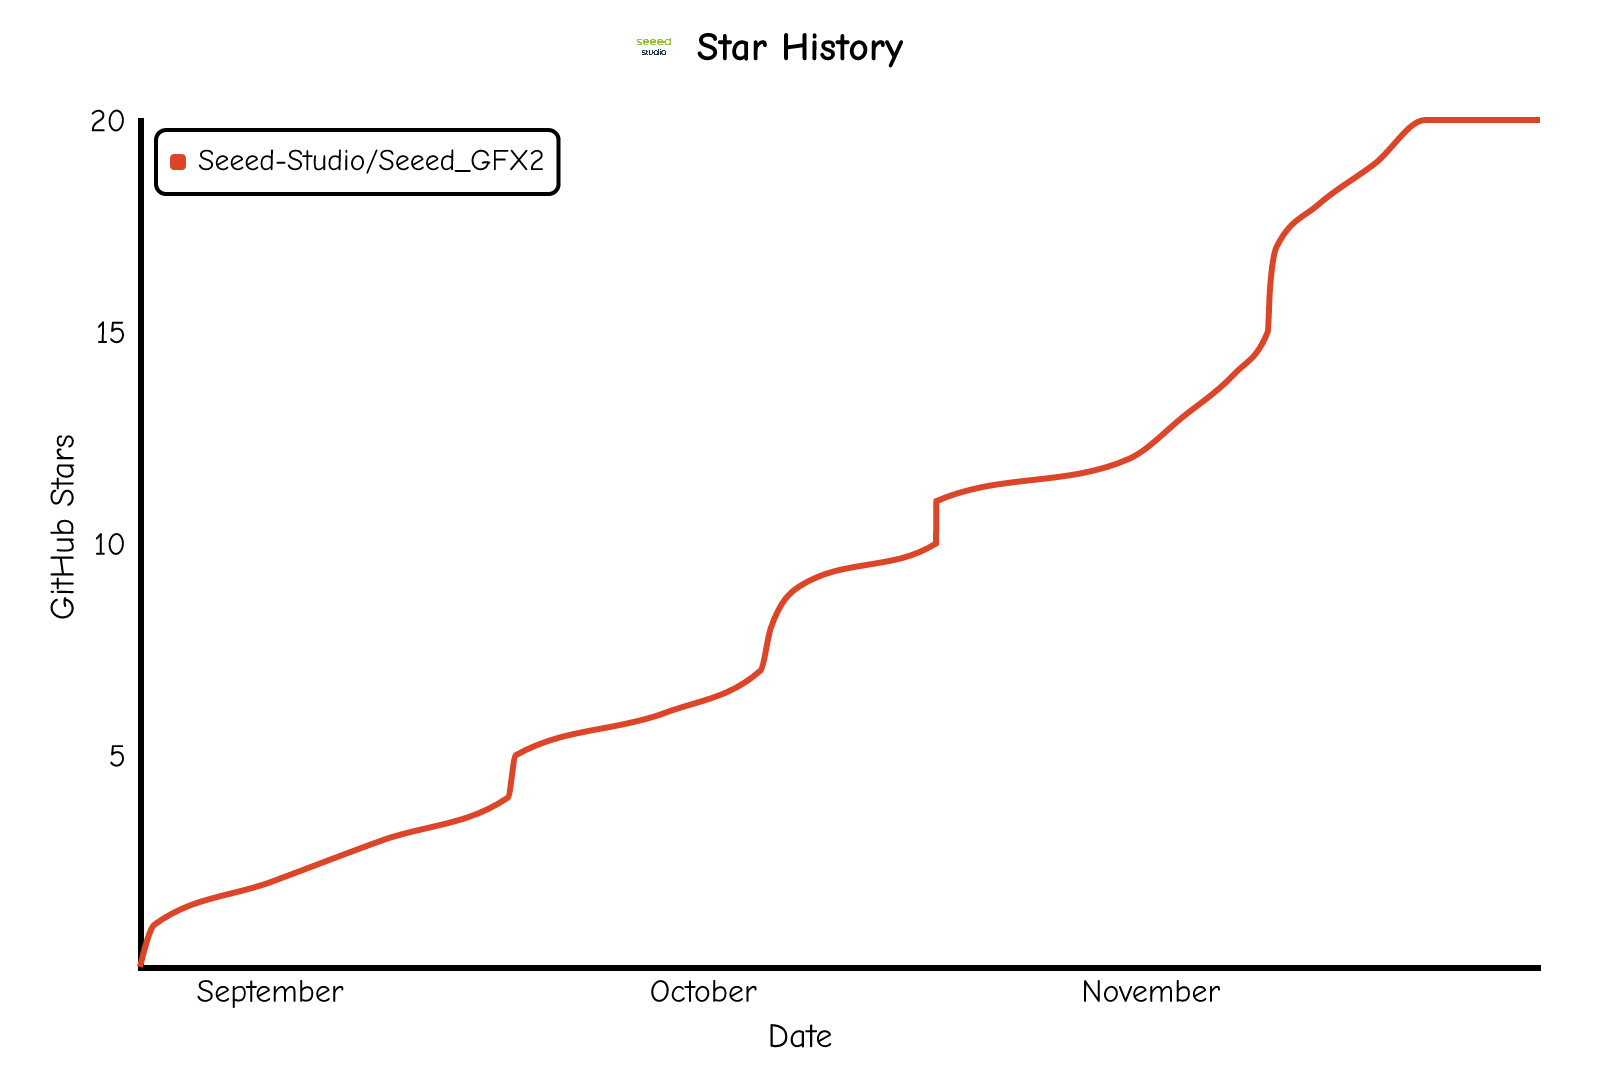 seeed
studio
Star History
Seeed-Studio/Seeed_GFX2
20
15
10
5
GitHub Stars
September
October
November
Date